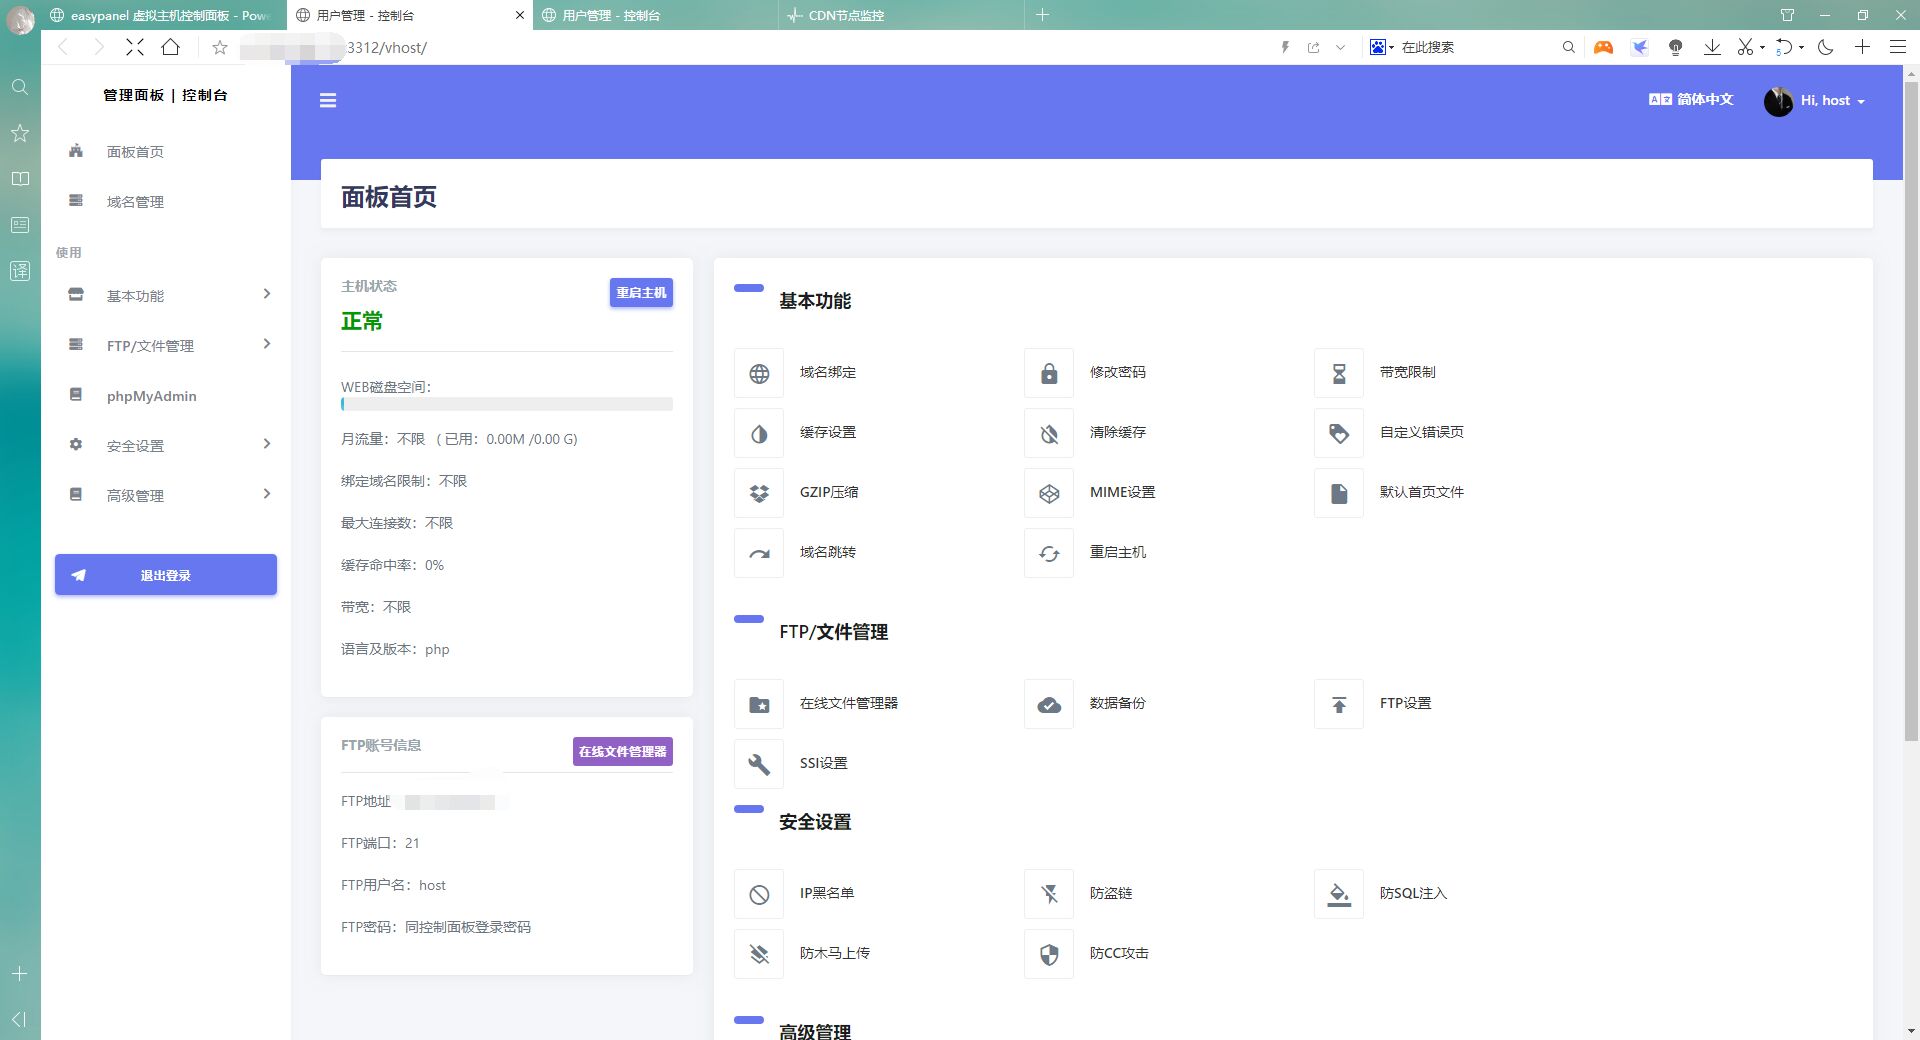 easypanel 虚拟主机控制面板 - Powe
用户管理 - 控制台
用户管理 - 控制台
CDN节点监控
3312/vhost/
在此搜索
译
管理面板 | 控制台
面板首页
域名管理
使用
基本功能
FTP/文件管理
phpMyAdmin
安全设置
高级管理
退出登录
简体中文
Hi, host
面板首页
主机状态
重启主机
正常
WEB磁盘空间：
月流量：不限 （ 已用：0.00M /0.00 G)
绑定域名限制：不限
最大连接数：不限
缓存命中率：0%
带宽：不限
语言及版本：php
FTP账号信息
在线文件管理器
FTP地址
FTP端口：21
FTP用户名：host
FTP密码：同控制面板登录密码
基本功能
域名绑定
修改密码
带宽限制
缓存设置
清除缓存
自定义错误页
GZIP压缩
MIME设置
默认首页文件
域名跳转
重启主机
FTP/文件管理
在线文件管理器
数据备份
FTP设置
SSI设置
安全设置
IP黑名单
防盗链
防SQL注入
防木马上传
防CC攻击
高级管理